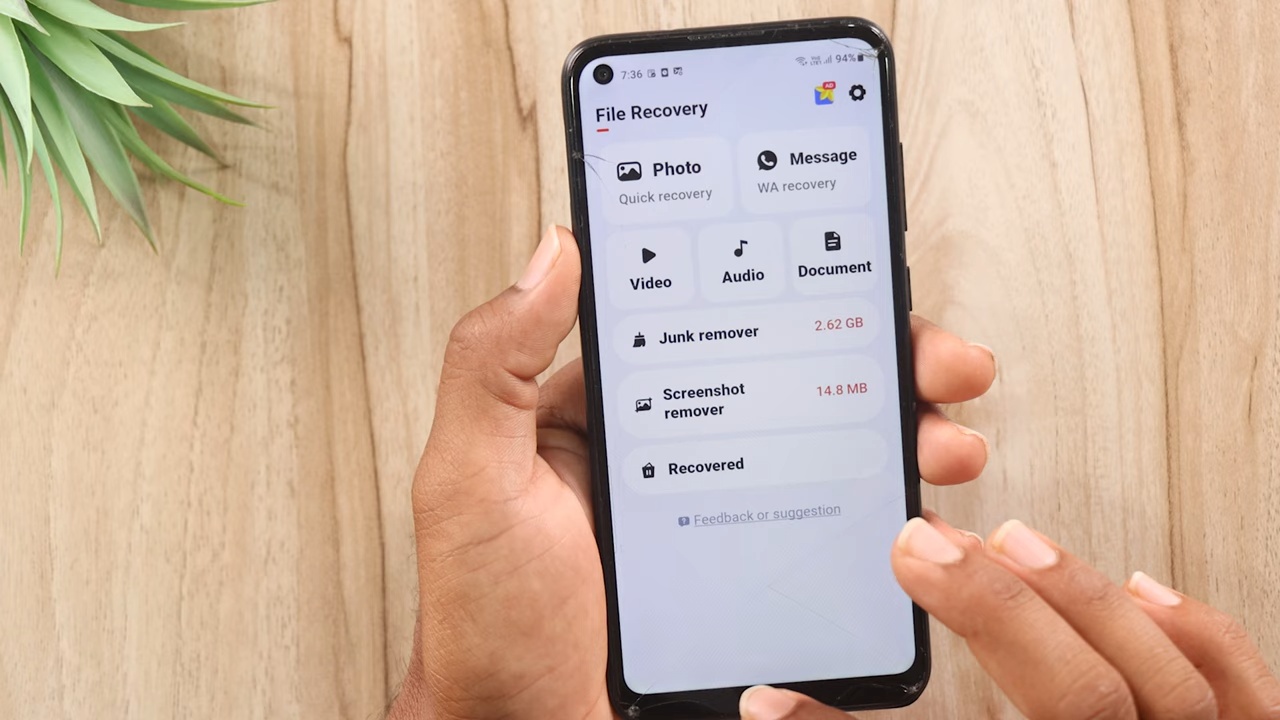 7:36
94%
AD
File Recovery
Photo
Quick recovery
Message
WA recovery
Video
Audio
Document
Junk remover
2.62 GB
Screenshot
remover
14.8 MB
Recovered
Feedback or suggestion